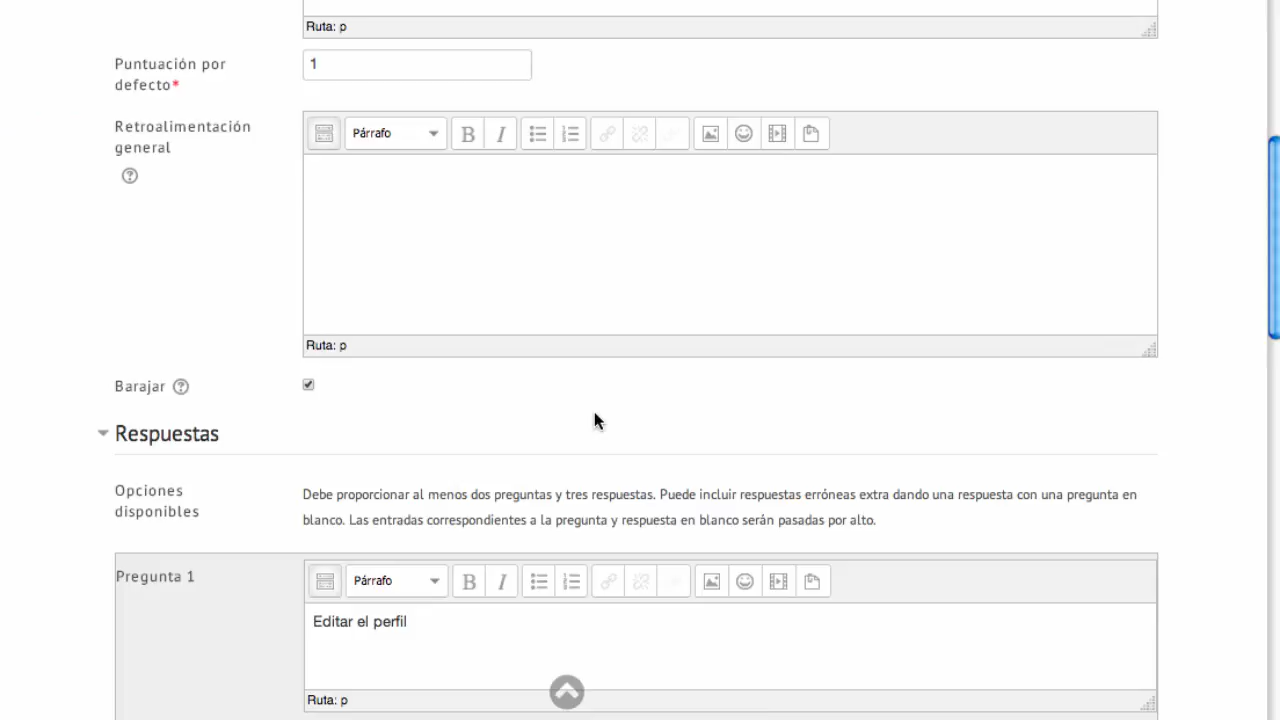 Ruta: p
Puntuación por
defecto*
1
Retroalimentación
general
Párrafo
B I
Ruta: p
Barajar
Respuestas
Opciones
disponibles
Debe proporcionar al menos dos preguntas y tres respuestas. Puede incluir respuestas erróneas extra dando una respuesta con una pregunta en
blanco. Las entradas correspondientes a la pregunta y respuesta en blanco serán pasadas por alto.
Pregunta 1
Párrafo
B I
Editar el perfil
Ruta: p